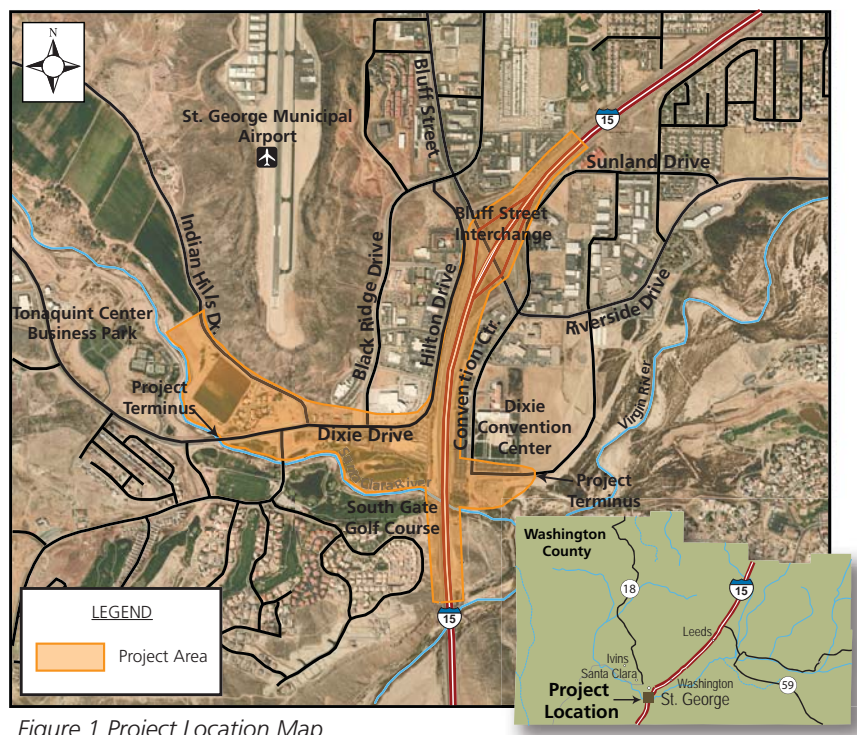 N
St. George Municipal
Airport
Bluff Street
15
Sunland Drive
Bluff Street
Interchange
Indian Hills Dr.
Black Ridge Drive
Hilton Drive
Convention Ctr.
Riverside Drive
Virgin River
Tonaquint Center
Business Park
Project
Terminus
Dixie Drive
Dixie
Convention
Center
Project
Terminus
River
South Gate
Golf Course
15
LEGEND
Project Area
Washington
County
18
15
Leeds
Ivins
Santa Clara
Washington
59
Project
Location
St. George
Figure 1 Project Location Map